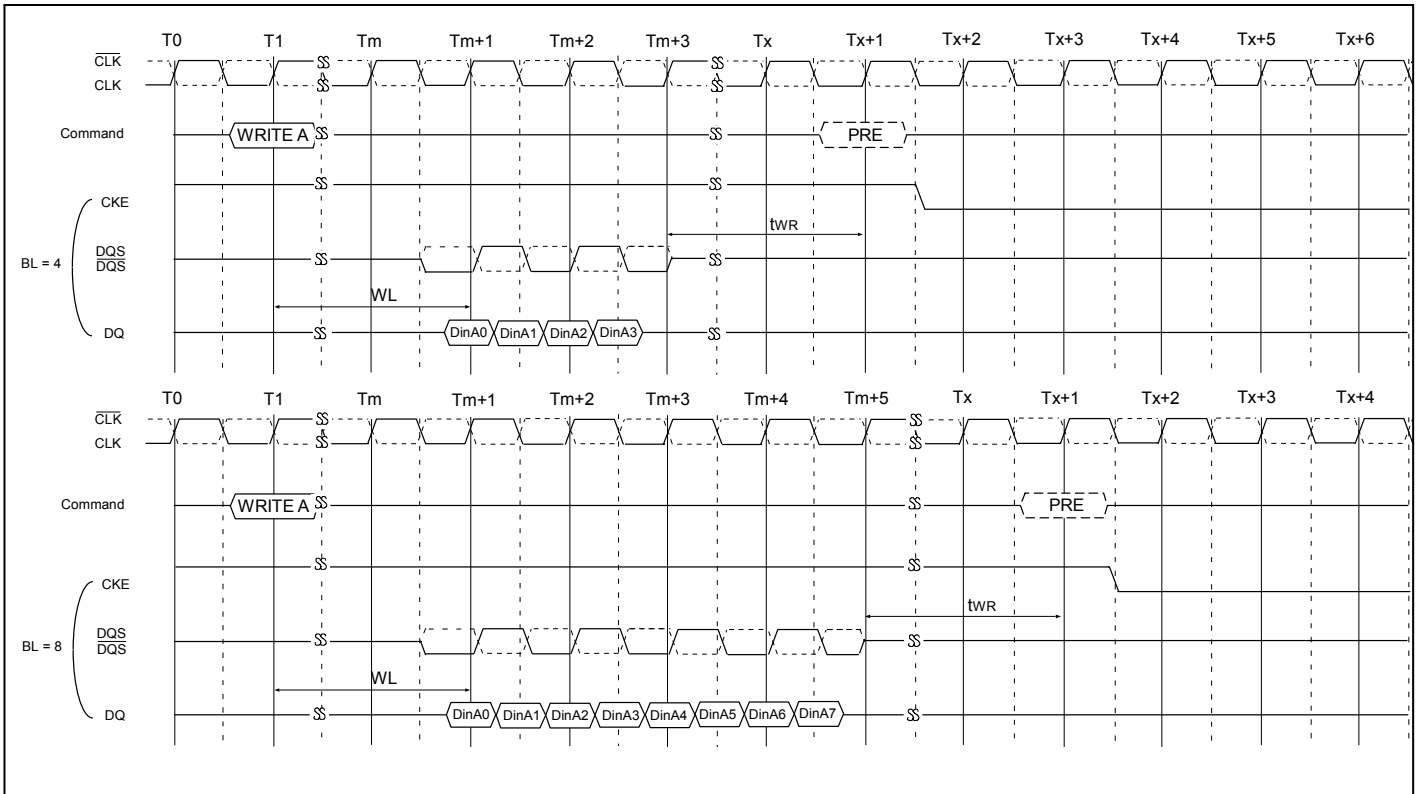 T0 T1 Tm Tm+1 Tm+2 Tm+3 Tx Tx+1 Tx+2 Tx+3 Tx+4 Tx+5 Tx+6
CLK
CLK
Command WRITE A PRE
CKE
tWR
DQS
DQS
BL = 4
WL
DQ DinA0 DinA1 DinA2 DinA3
T0 T1 Tm Tm+1 Tm+2 Tm+3 Tm+4 Tm+5 Tx Tx+1 Tx+2 Tx+3 Tx+4
CLK
CLK
Command WRITE A PRE
CKE
tWR
DQS
DQS
BL = 8
WL
DQ DinA0 DinA1 DinA2 DinA3 DinA4 DinA5 DinA6 DinA7